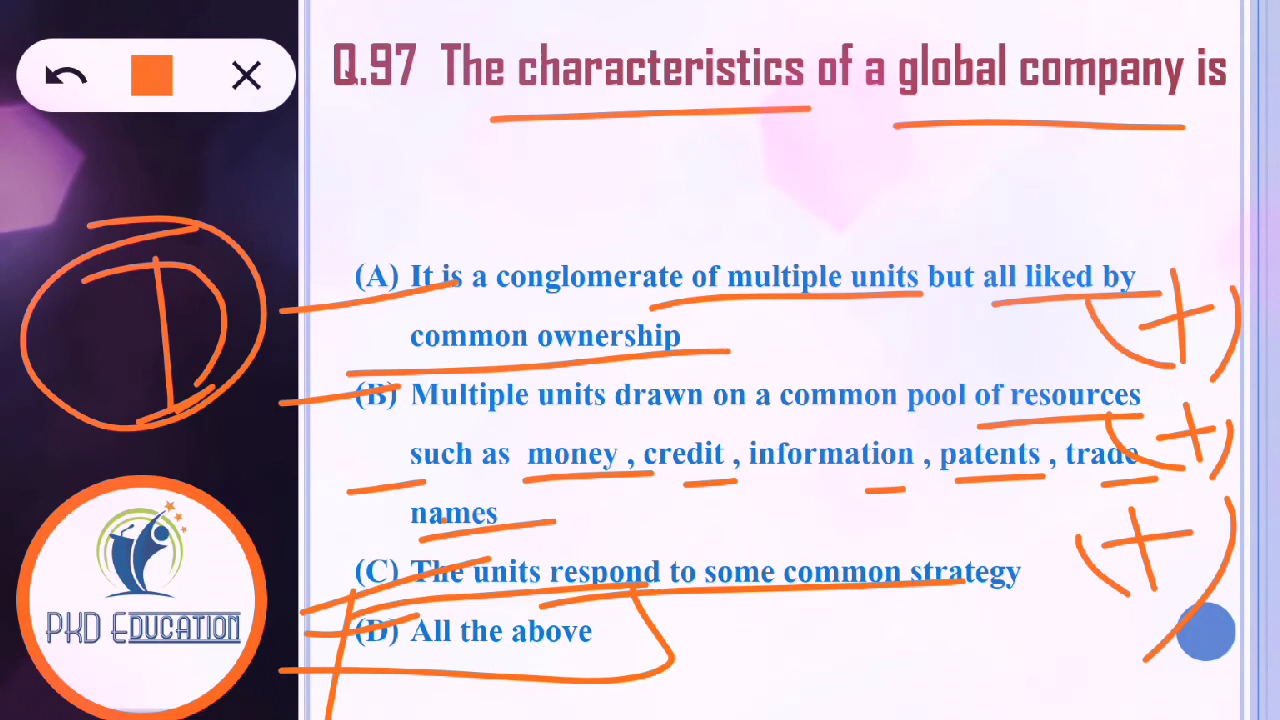 Q.97 The characteristics of a global company is
(A) It is a conglomerate of multiple units but all liked by
common ownership
(B) Multiple units drawn on a common pool of resources
such as money , credit , information , patents , trade
names
(C) The units respond to some common strategy
(D) All the above
D
(+)
(+)
(+)
PKD EDUCATION